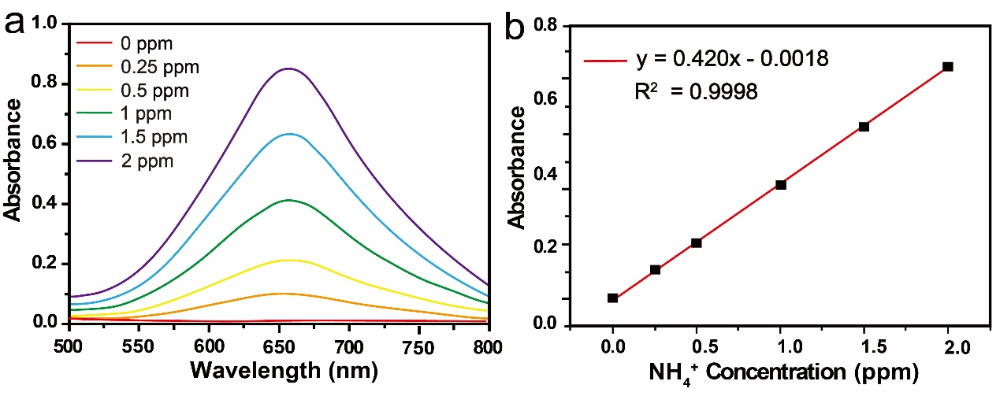 a
1.0
0.8
0.6
0.4
0.2
0.0
Absorbance
0 ppm
0.25 ppm
0.5 ppm
1 ppm
1.5 ppm
2 ppm
500 550 600 650 700 750 800
Wavelength (nm)
b
0.8
0.6
0.4
0.2
0.0
Absorbance
y = 0.420x - 0.0018
R² = 0.9998
0.0 0.5 1.0 1.5 2.0
NH₄⁺ Concentration (ppm)